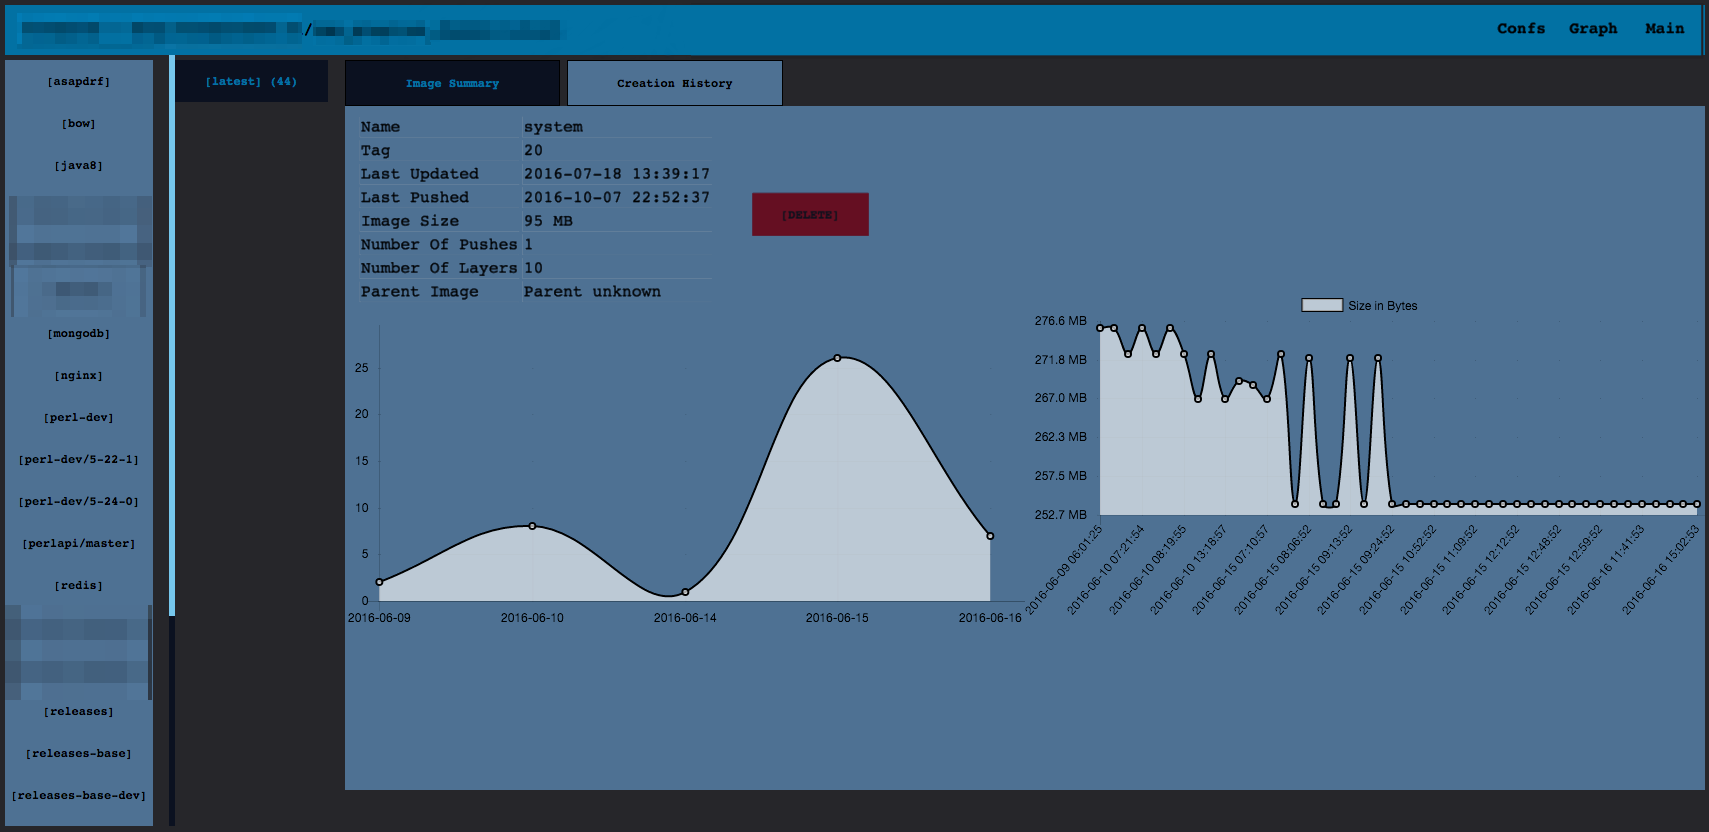 /
Confs Graph Main
[asapdrf]
[bow]
[java8]
[mongodb]
[nginx]
[perl-dev]
[perl-dev/5-22-1]
[perl-dev/5-24-0]
[perlapi/master]
[redis]
[releases]
[releases-base]
[releases-base-dev]
[latest] (44)
Image Summary
Creation History
Name system
Tag 20
Last Updated 2016-07-18 13:39:17
Last Pushed 2016-10-07 22:52:37
Image Size 95 MB
Number Of Pushes 1
Number Of Layers 10
Parent Image Parent unknown
[DELETE]
25
20
15
10
5
0
2016-06-09 2016-06-10 2016-06-14 2016-06-15 2016-06-16
Size in Bytes
276.6 MB
271.8 MB
267.0 MB
262.3 MB
257.5 MB
252.7 MB
2016-06-09 06:01:25
2016-06-10 07:21:54
2016-06-10 08:19:55
2016-06-10 13:18:57
2016-06-15 07:10:57
2016-06-15 08:06:52
2016-06-15 09:13:52
2016-06-15 09:24:52
2016-06-15 10:52:52
2016-06-15 11:09:52
2016-06-15 12:12:52
2016-06-15 12:48:52
2016-06-15 12:59:52
2016-06-16 11:41:53
2016-06-16 15:02:53